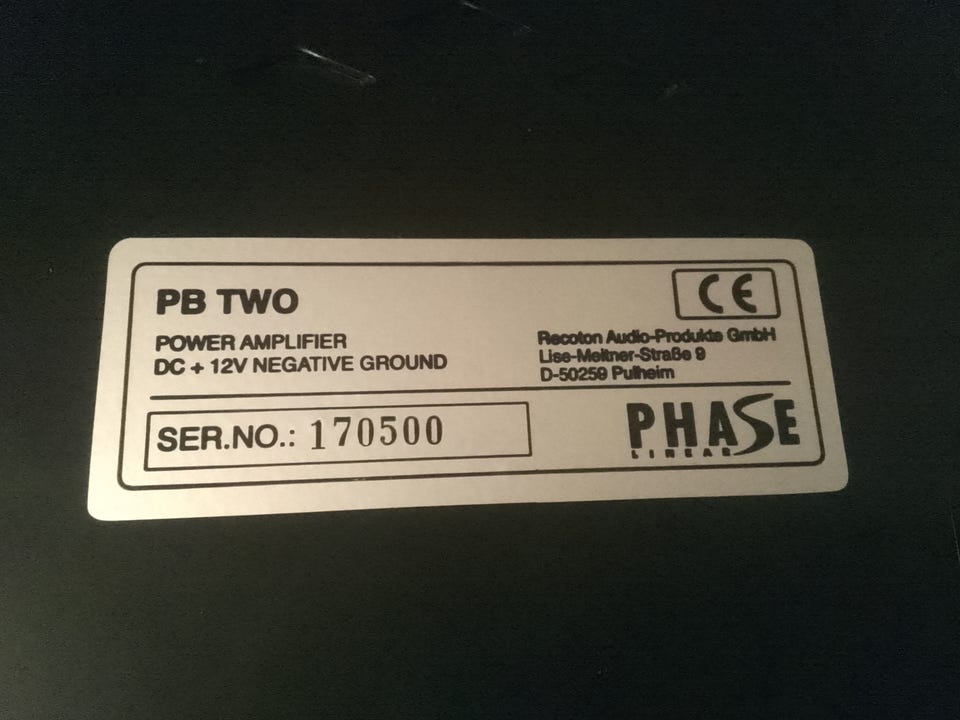 PB TWO
CE
POWER AMPLIFIER
DC + 12V NEGATIVE GROUND
Recoton Audio-Produkte GmbH
Lise-Meitner-Straße 9
D-50259 Pulheim
SER.NO.: 170500
PHASE
LINEAR